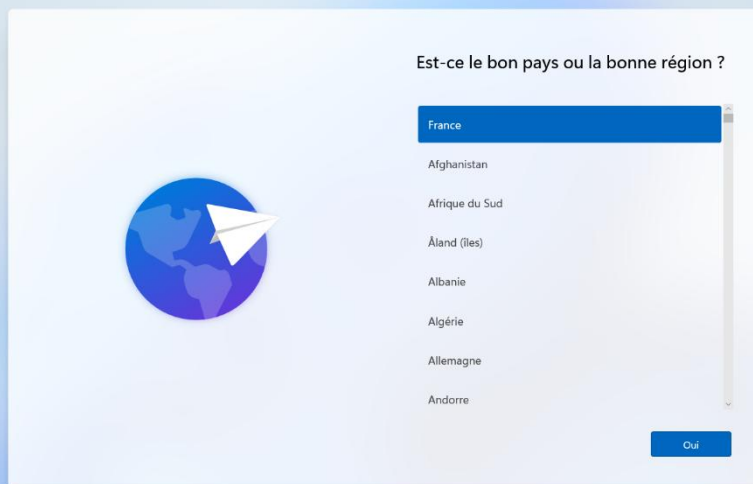 Est-ce le bon pays ou la bonne région ?
France
Afghanistan
Afrique du Sud
Åland (îles)
Albanie
Algérie
Allemagne
Andorre
Oui